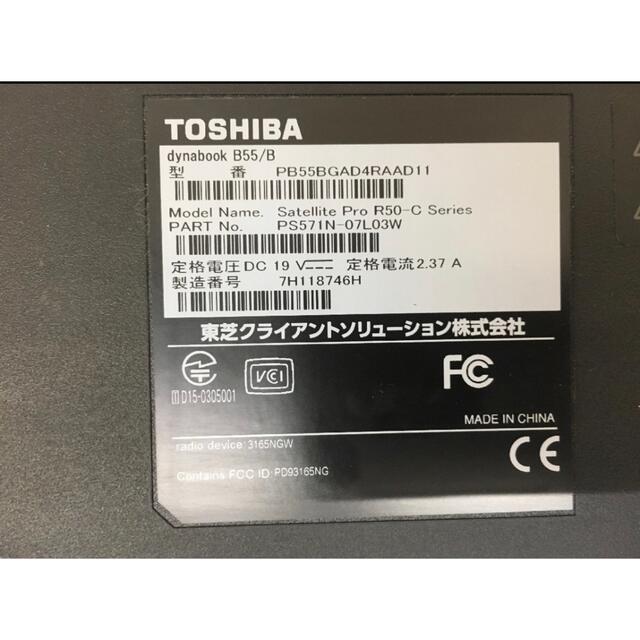 TOSHIBA
dynabook B55/B
型　番　PB55BGAD4RAAD11
Model Name. Satellite Pro R50-C Series
PART No. PS571N-07L03W
定格電圧DC 19 V 定格電流2.37 A
製造番号 7H118746H
東芝クライアントソリューション株式会社
VCI
FC
D15-0305001
MADE IN CHINA
radio device:3165NGW
CE
Contains FCC ID:PD93165NG